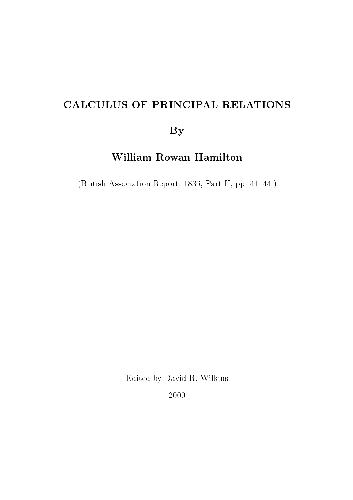 CALCULUS OF PRINCIPAL RELATIONS
By
William Rowan Hamilton
(British Association Report, 1836, Part II, pp. 41–44.)
Edited by David R. Wilkins
2000